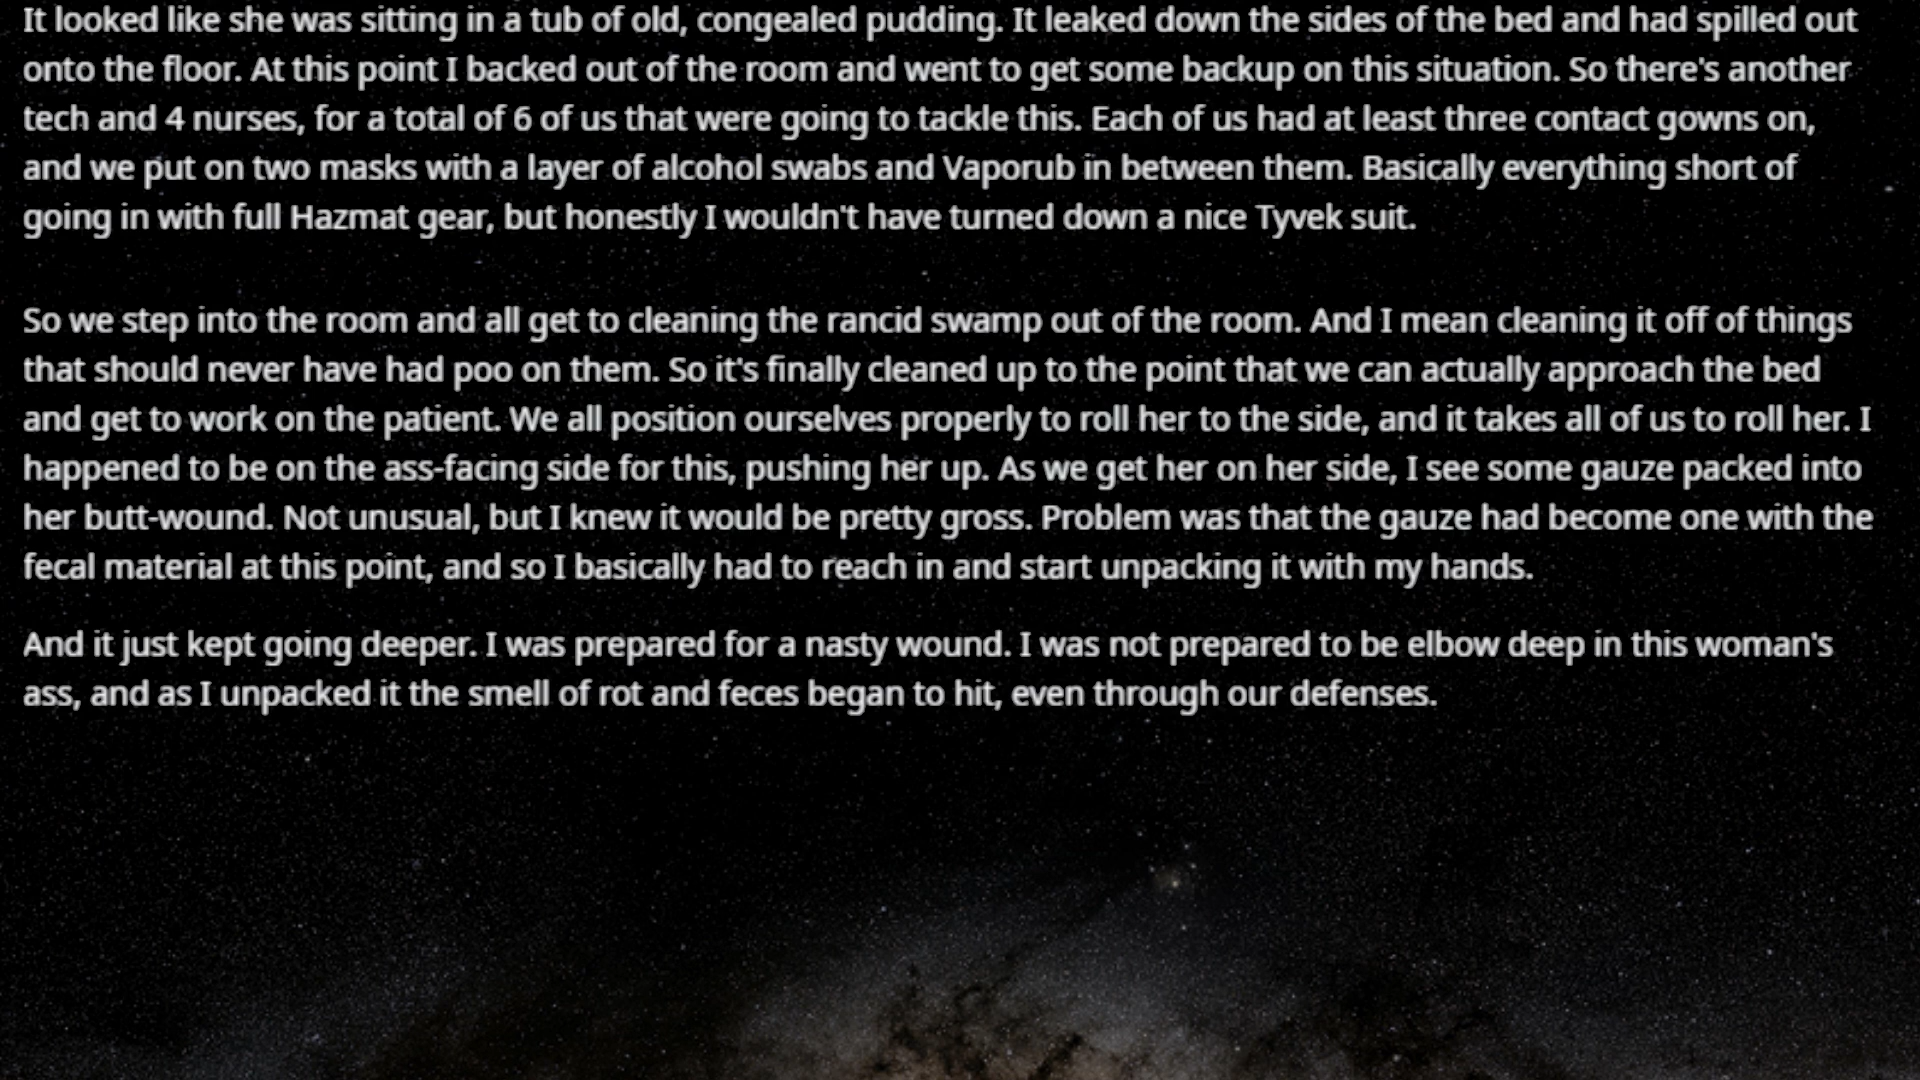 It looked like she was sitting in a tub of old, congealed pudding. It leaked down the sides of the bed and had spilled out
onto the floor. At this point I backed out of the room and went to get some backup on this situation. So there's another
tech and 4 nurses, for a total of 6 of us that were going to tackle this. Each of us had at least three contact gowns on,
and we put on two masks with a layer of alcohol swabs and Vaporub in between them. Basically everything short of
going in with full Hazmat gear, but honestly I wouldn't have turned down a nice Tyvek suit.
So we step into the room and all get to cleaning the rancid swamp out of the room. And I mean cleaning it off of things
that should never have had poo on them. So it's finally cleaned up to the point that we can actually approach the bed
and get to work on the patient. We all position ourselves properly to roll her to the side, and it takes all of us to roll her. I
happened to be on the ass-facing side for this, pushing her up. As we get her on her side, I see some gauze packed into
her butt-wound. Not unusual, but I knew it would be pretty gross. Problem was that the gauze had become one with the
fecal material at this point, and so I basically had to reach in and start unpacking it with my hands.
And it just kept going deeper. I was prepared for a nasty wound. I was not prepared to be elbow deep in this woman's
ass, and as I unpacked it the smell of rot and feces began to hit, even through our defenses.